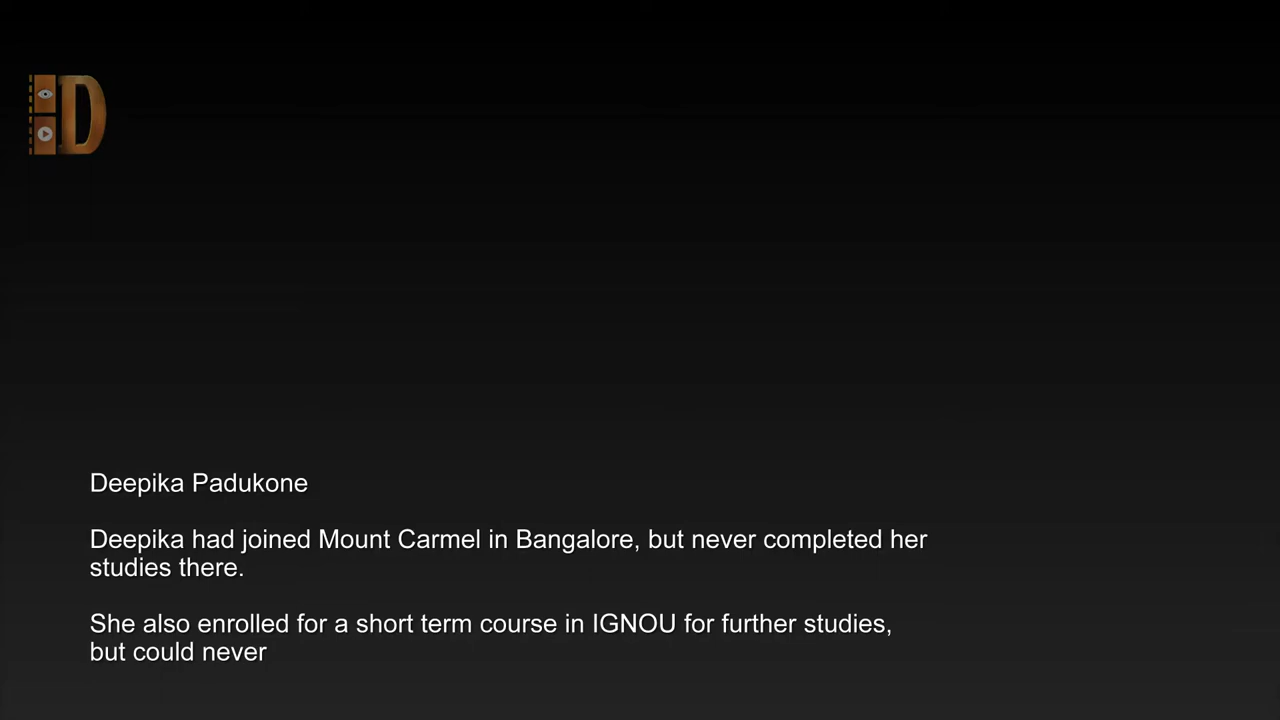 D
Deepika Padukone
Deepika had joined Mount Carmel in Bangalore, but never completed her
studies there.
She also enrolled for a short term course in IGNOU for further studies,
but could never